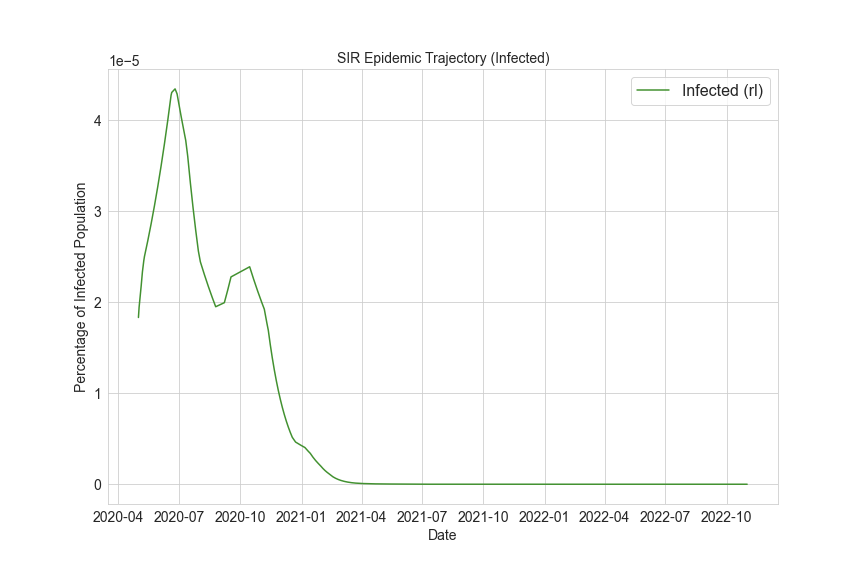 SIR Epidemic Trajectory (Infected)
1e−5
Infected (rI)
4
3
2
1
0
Percentage of Infected Population
2020-04 2020-07 2020-10 2021-01 2021-04 2021-07 2021-10 2022-01 2022-04 2022-07 2022-10
Date